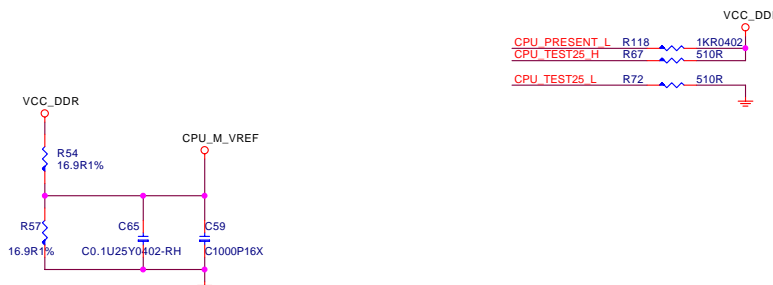 VCC_DD
CPU_PRESENT_L R118 1KR0402
CPU_TEST25_H R67 510R
CPU_TEST25_L R72 510R
VCC_DDR
CPU_M_VREF
R54
16.9R1%
R57 C65 C59
16.9R1% C0.1U25Y0402-RH C1000P16X